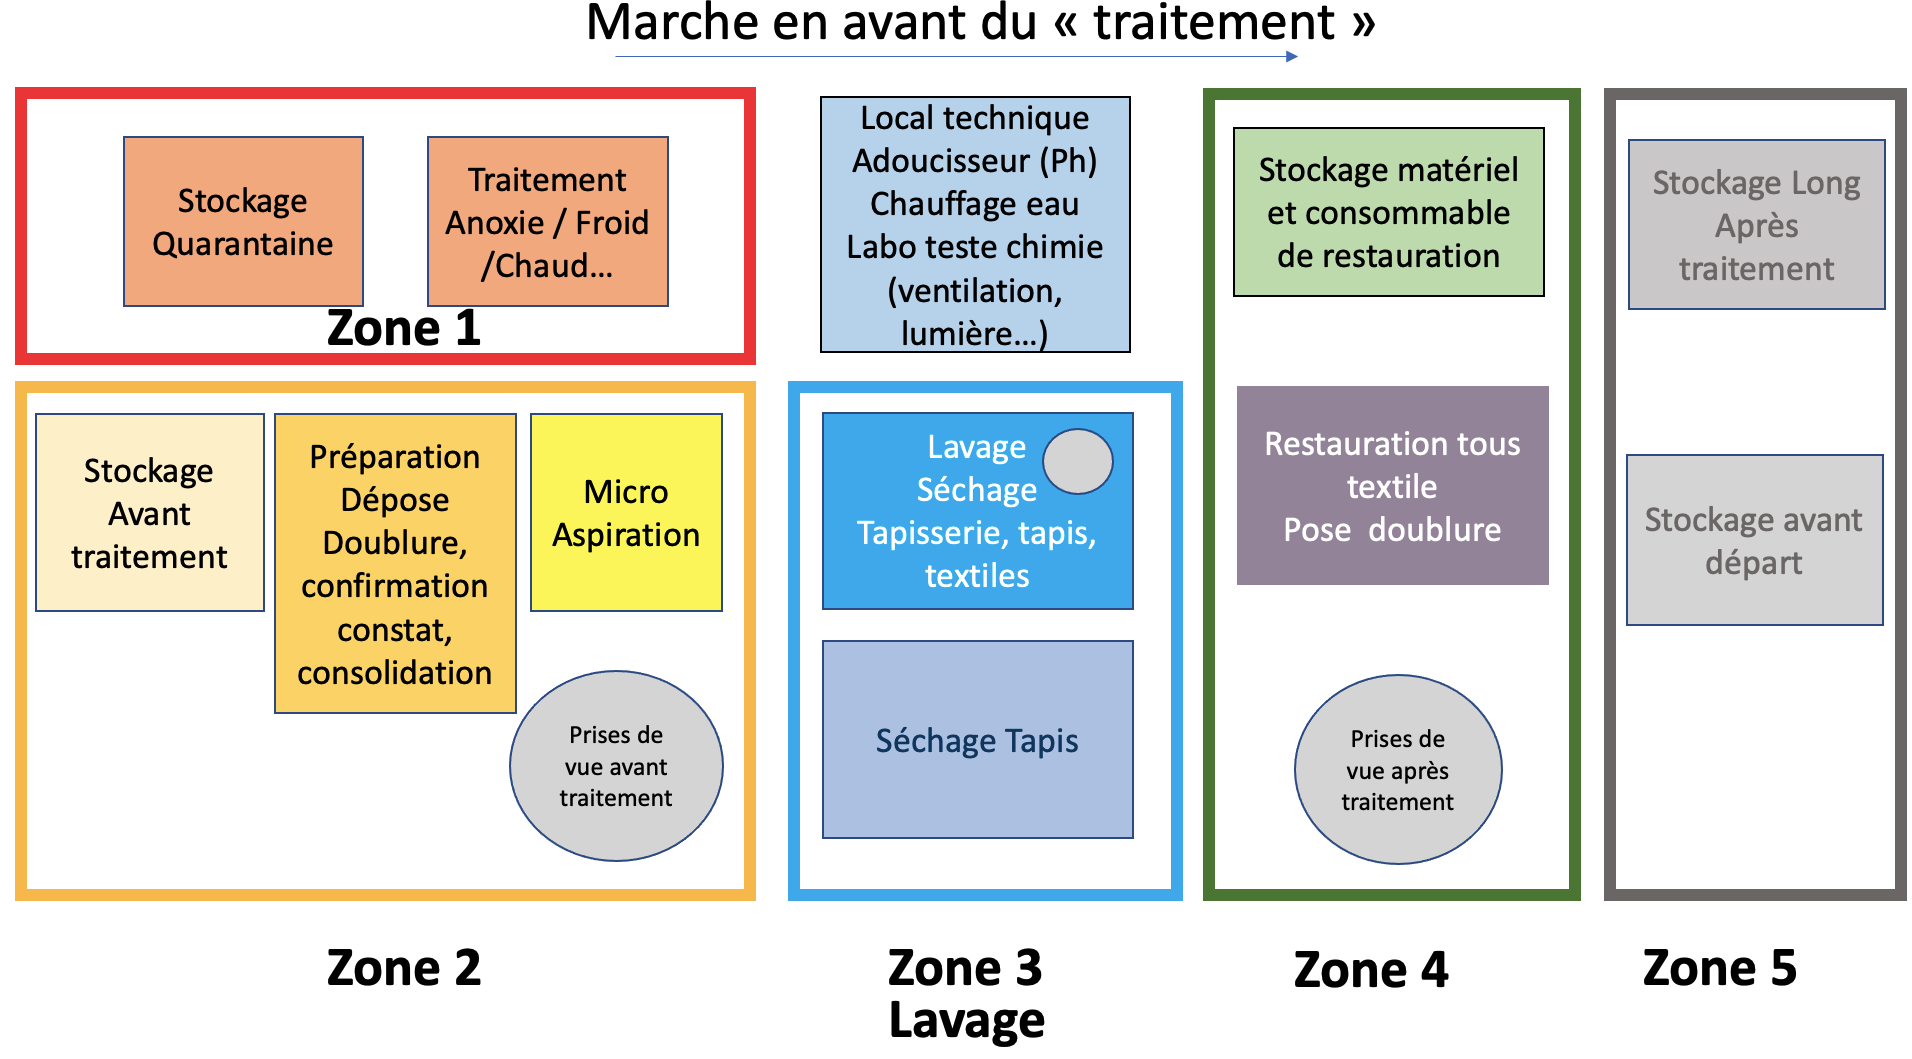 Marche en avant du « traitement »
Stockage
Quarantaine
Traitement
Anoxie / Froid
/Chaud...
Zone 1
Local technique
Adoucisseur (Ph)
Chauffage eau
Labo teste chimie
(ventilation,
lumière...)
Stockage matériel
et consommable
de restauration
Stockage Long
Après
traitement
Stockage
Avant
traitement
Préparation
Dépose
Doublure,
confirmation
constat,
consolidation
Micro
Aspiration
Prises de
vue avant
traitement
Lavage
Séchage
Tapisserie, tapis,
textiles
Séchage Tapis
Restauration tous
textile
Pose  doublure
Prises de
vue après
traitement
Stockage avant
départ
Zone 2
Zone 3
Lavage
Zone 4
Zone 5